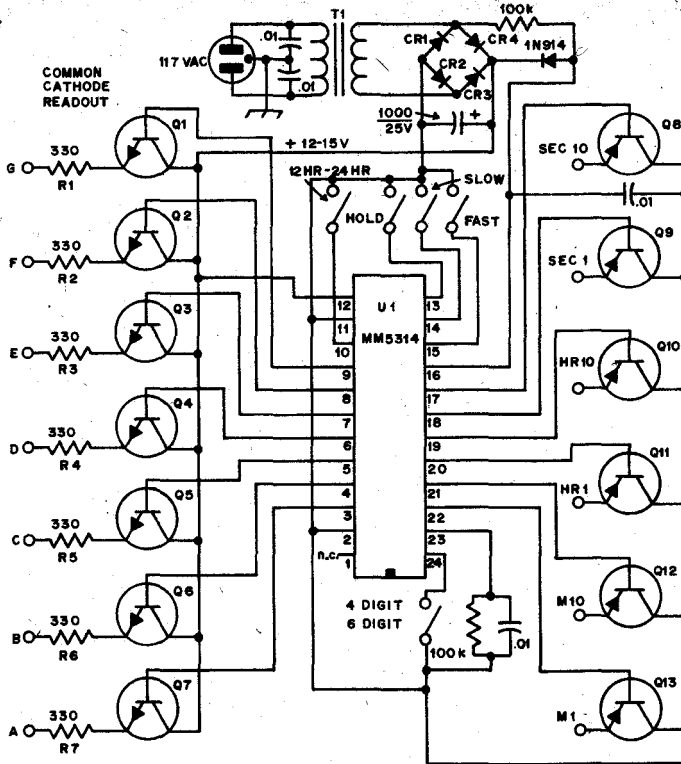 T1
100k
.01
CR1
CR4
1N914
117 VAC
CR2
.01
CR3
COMMON
CATHODE
READOUT
1000
25V
+
Q1
Q8
330
+ 12-15V
SEC 10
G
R1
12HR-24HR
SLOW
.01
HOLD
FAST
Q2
Q9
330
F
R2
SEC 1
U1
MM5314
12
11
10
9
8
7
6
5
4
3
2
1
13
14
15
16
17
18
19
20
21
22
23
24
n.c.
Q3
330
E
R3
Q10
HR10
Q4
330
D
R4
Q11
HR1
Q5
330
C
R5
Q12
M10
Q6
330
B
R6
4 DIGIT
6 DIGIT
100k
.01
Q7
330
A
R7
Q13
M1